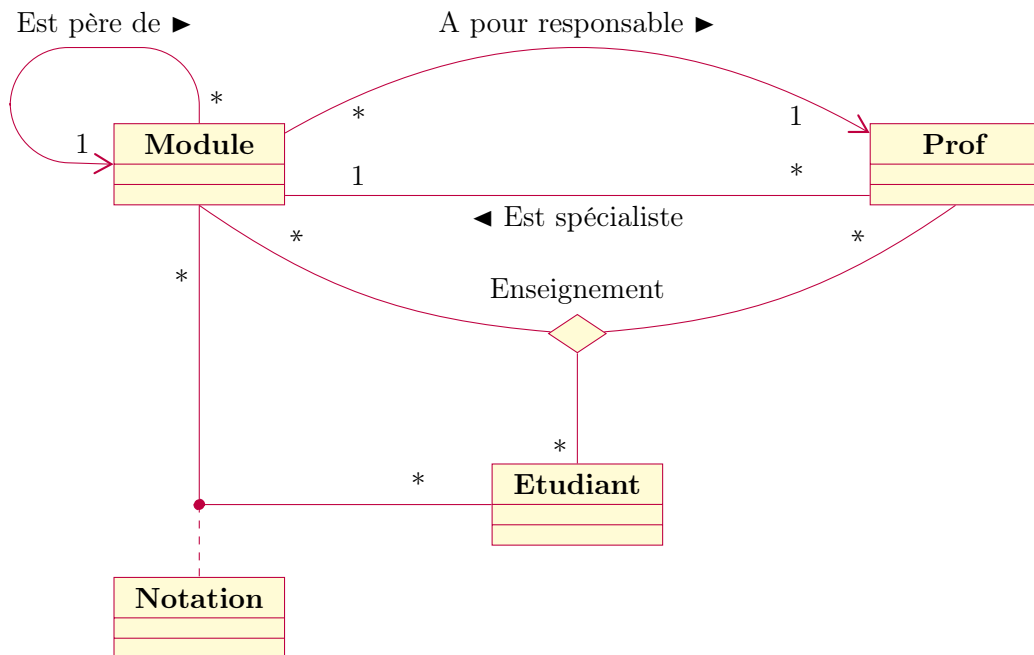 Est père de ►
A pour responsable ►
*
*
1
1
Module
Prof
1
*
◄ Est spécialiste
*
*
*
Enseignement
*
*
Etudiant
Notation